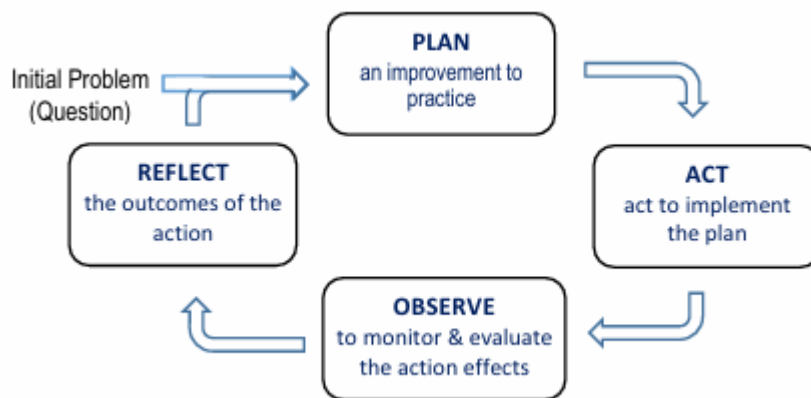 Initial Problem
(Question)
PLAN
an improvement to
practice
ACT
act to implement
the plan
OBSERVE
to monitor & evaluate
the action effects
REFLECT
the outcomes of the
action